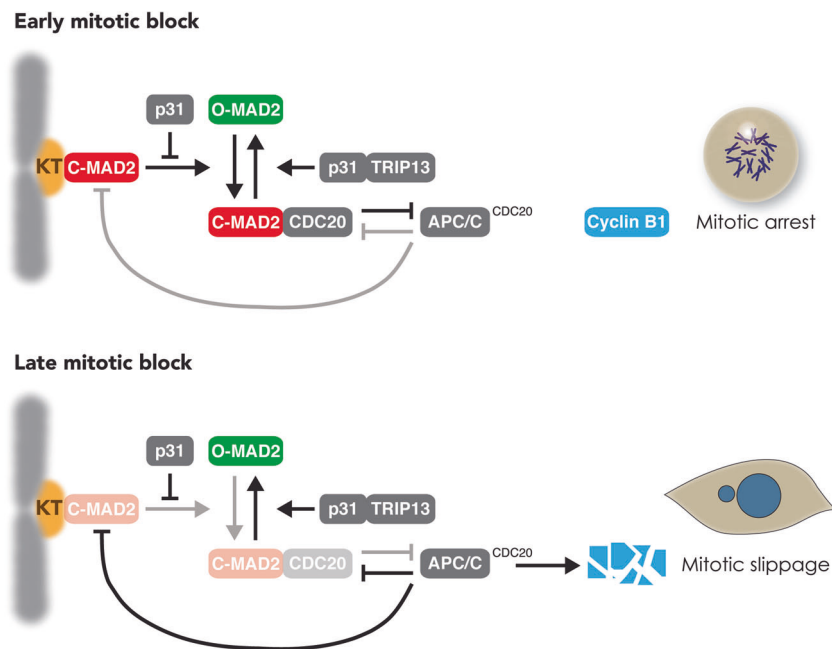 Early mitotic block
p31 O-MAD2
KT C-MAD2 p31 TRIP13
C-MAD2 CDC20 APC/C CDC20 Cyclin B1 Mitotic arrest
Late mitotic block
p31 O-MAD2
KT C-MAD2 p31 TRIP13
C-MAD2 CDC20 APC/C CDC20 Mitotic slippage